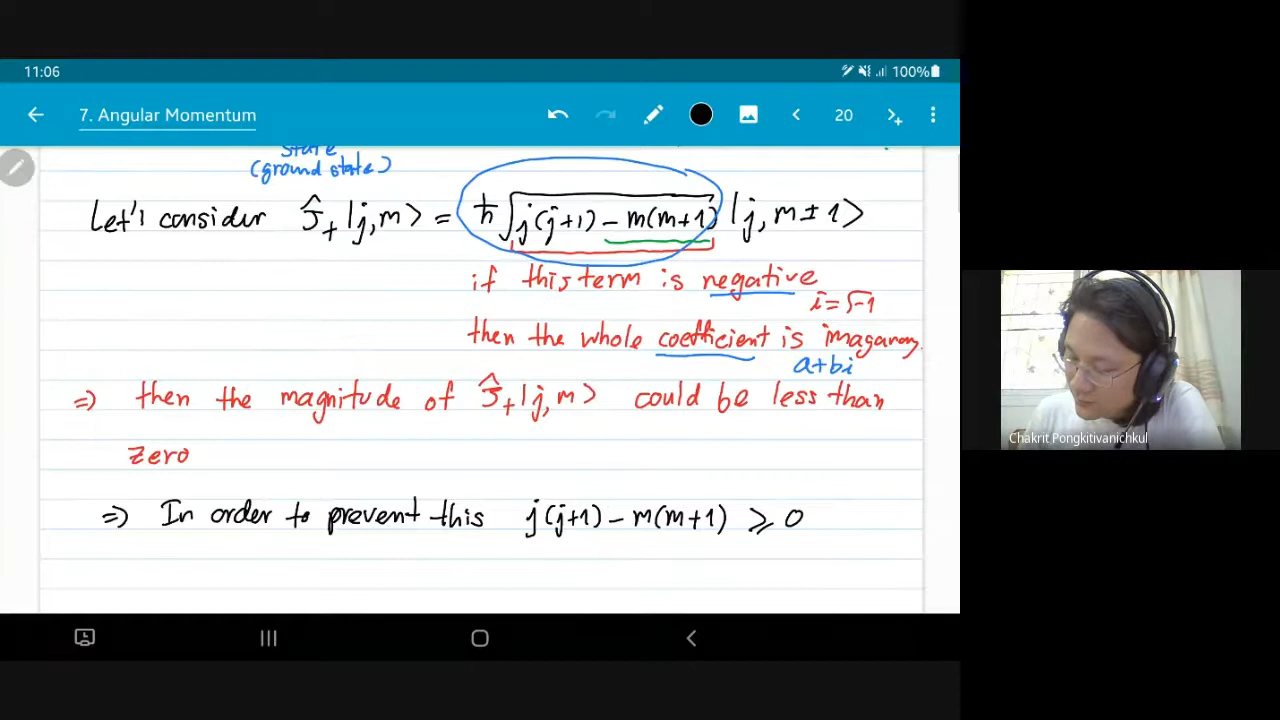 11:06
100%
7. Angular Momentum
20
state
(ground state)
Let's consider Ĵ₊|j,m> = ħ√(j(j+1) – m(m+1)) |j, m±1>
if this term is negative
i = √-1
then the whole coefficient is imaganary.
a+bi
=> then the magnitude of Ĵ₊|j,m> could be less than
zero
=> In order to prevent this j(j+1) – m(m+1) ⩾ 0
Chakrit Pongkitivanichkul